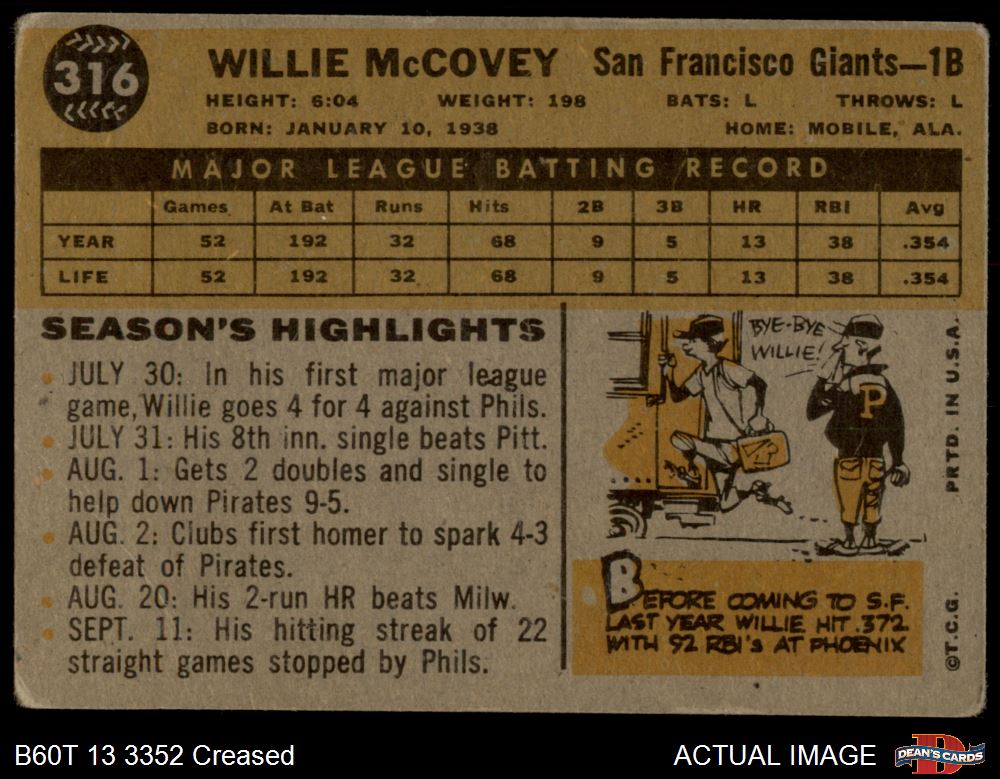 316
WILLIE McCOVEY San Francisco Giants—1B
HEIGHT: 6:04 WEIGHT: 198 BATS: L THROWS: L
BORN: JANUARY 10, 1938 HOME: MOBILE, ALA.
MAJOR LEAGUE BATTING RECORD
Games At Bat Runs Hits 2B 3B HR RBI Avg
YEAR 52 192 32 68 9 5 13 38 .354
LIFE 52 192 32 68 9 5 13 38 .354
SEASON'S HIGHLIGHTS
• JULY 30: In his first major league
game, Willie goes 4 for 4 against Phils.
• JULY 31: His 8th inn. single beats Pitt.
• AUG. 1: Gets 2 doubles and single to
help down Pirates 9-5.
• AUG. 2: Clubs first homer to spark 4-3
defeat of Pirates.
• AUG. 20: His 2-run HR beats Milw.
• SEPT. 11: His hitting streak of 22
straight games stopped by Phils.
BYE-BYE
WILLIE!
P
BEFORE COMING TO S.F.
LAST YEAR WILLIE HIT .372
WITH 92 RBI's AT PHOENIX
PRTD. IN U.S.A.
©T.C.G.
B60T 13 3352 Creased
ACTUAL IMAGE
D
DEAN'S CARDS